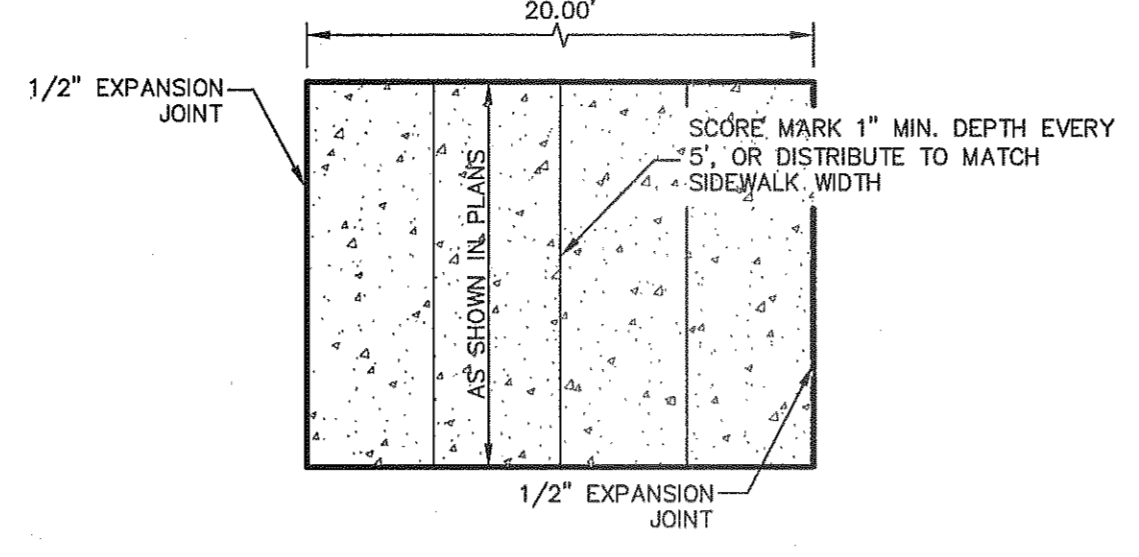 20.00'
1/2" EXPANSION
JOINT
SCORE MARK 1" MIN. DEPTH EVERY
5', OR DISTRIBUTE TO MATCH
SIDEWALK WIDTH
AS SHOWN IN PLANS
1/2" EXPANSION
JOINT